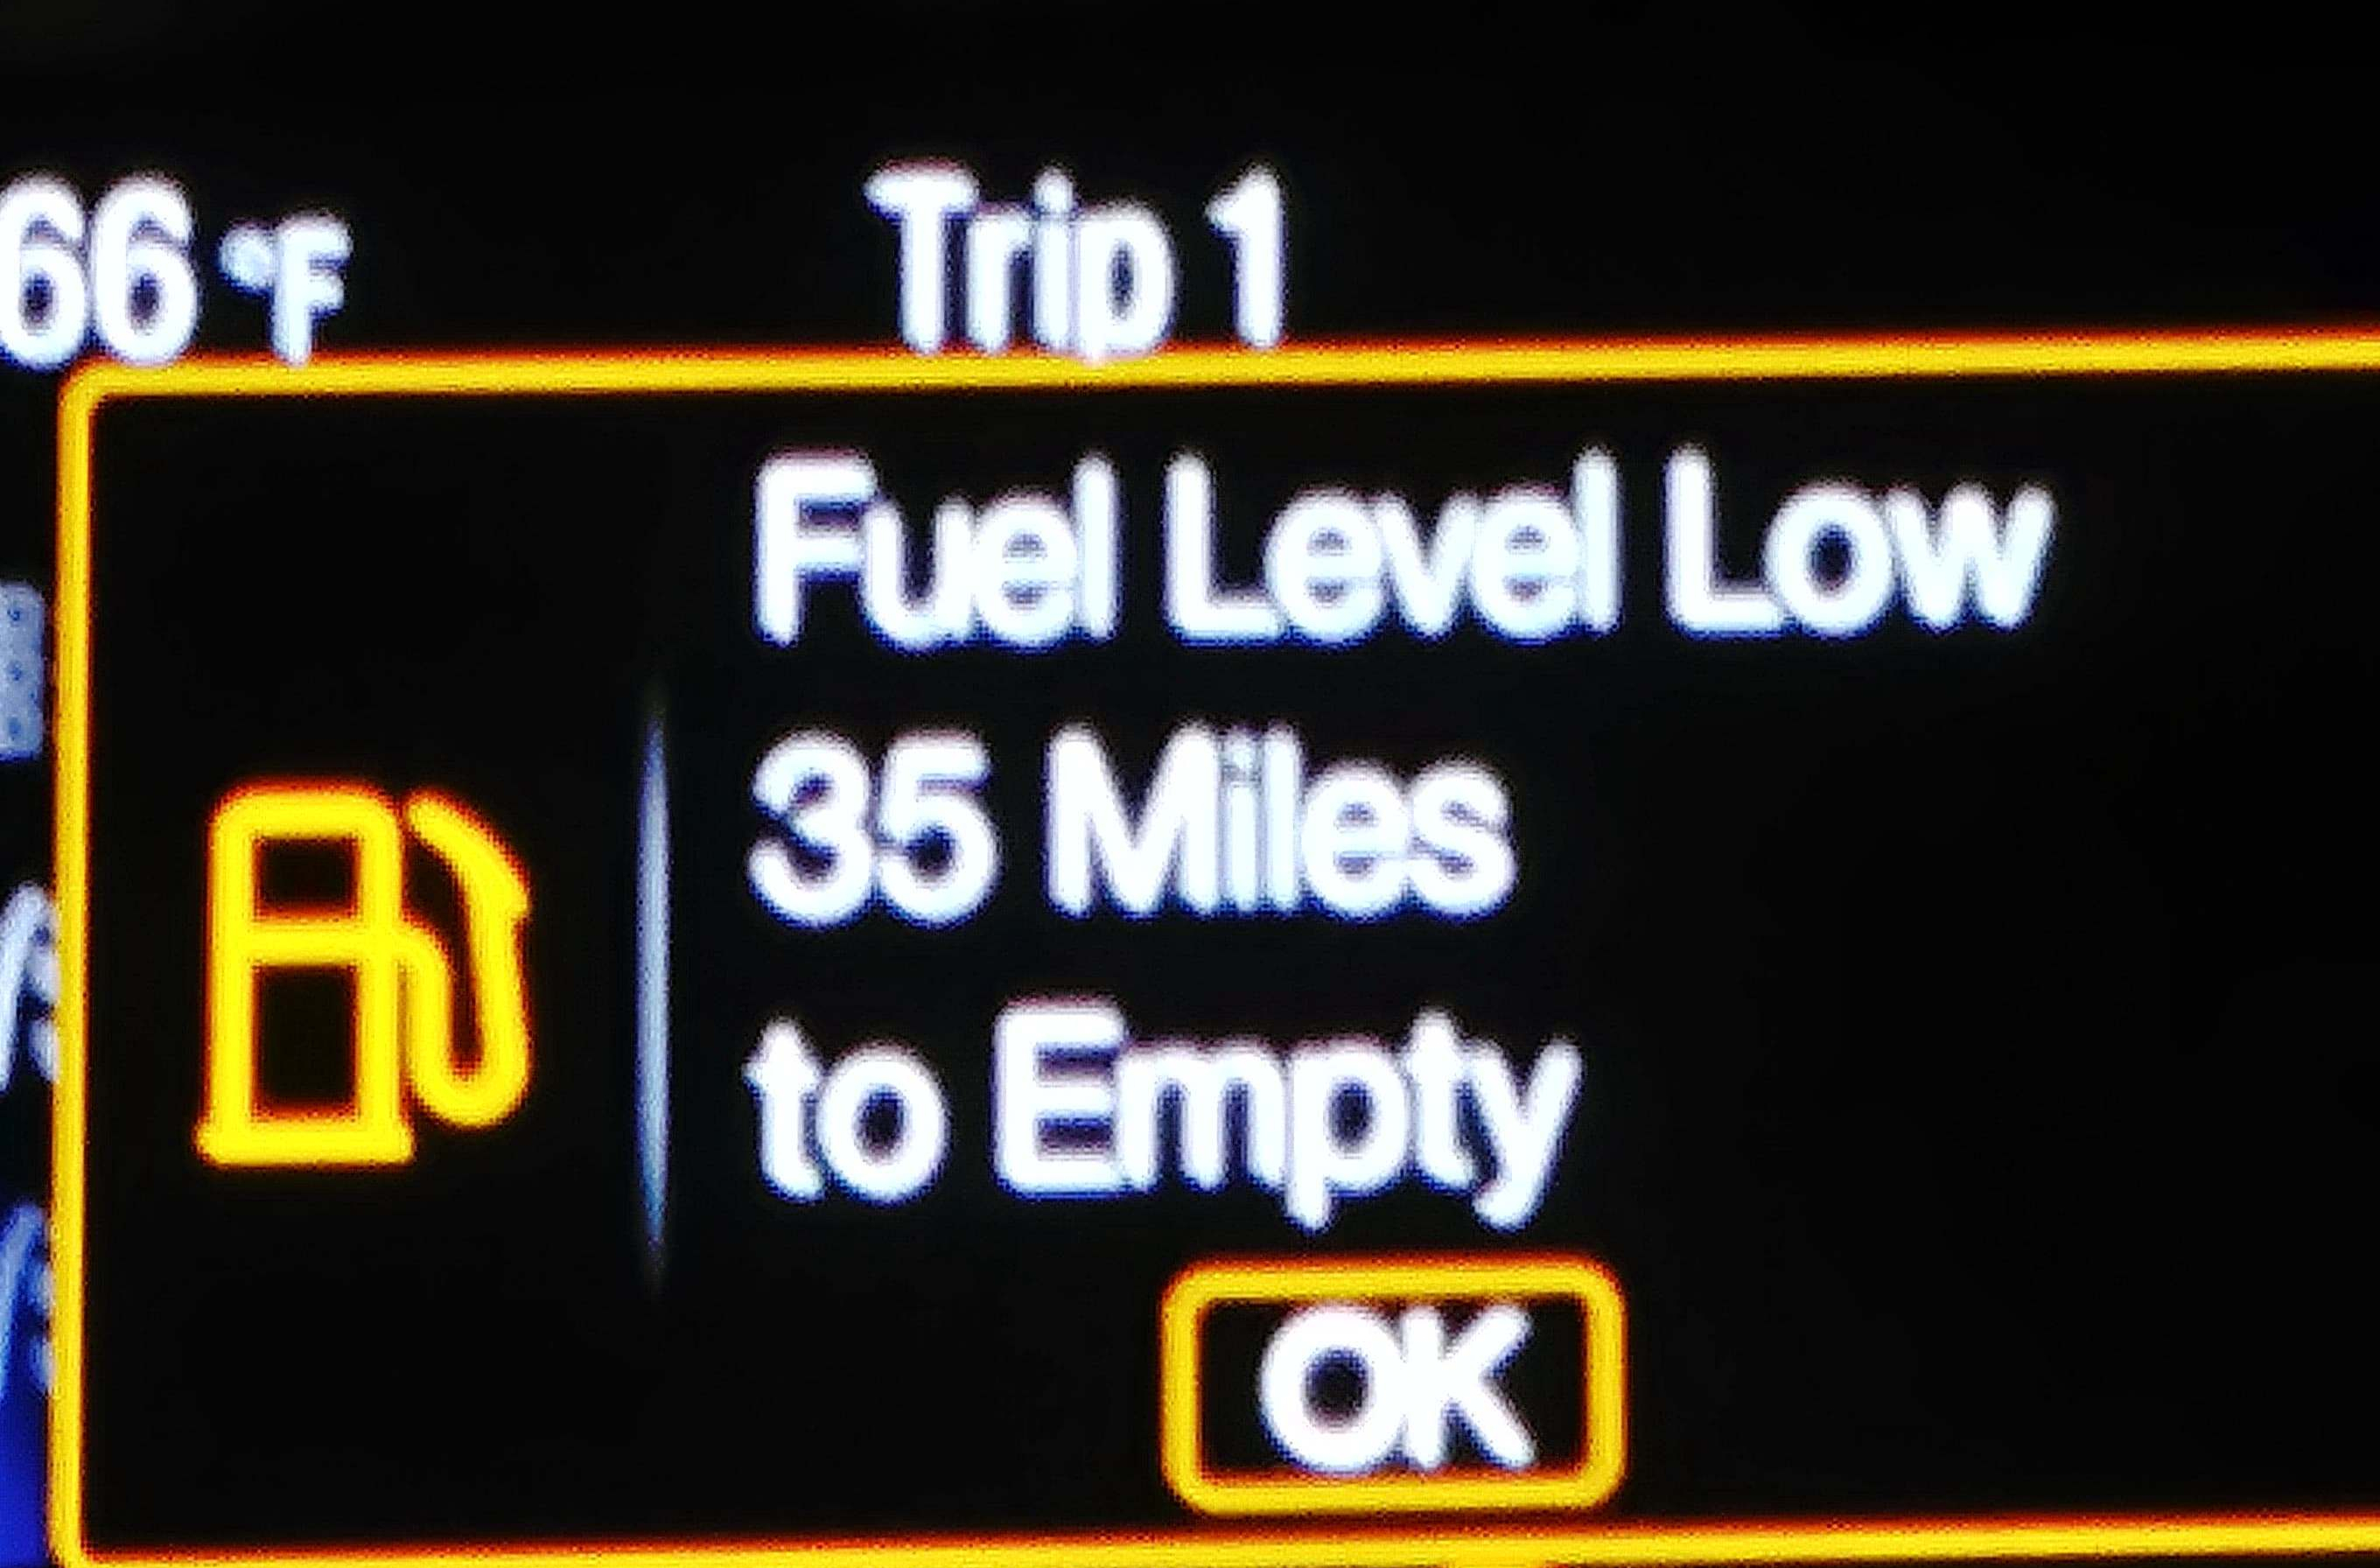 66 °F Trip 1
Fuel Level Low
35 Miles
to Empty
OK